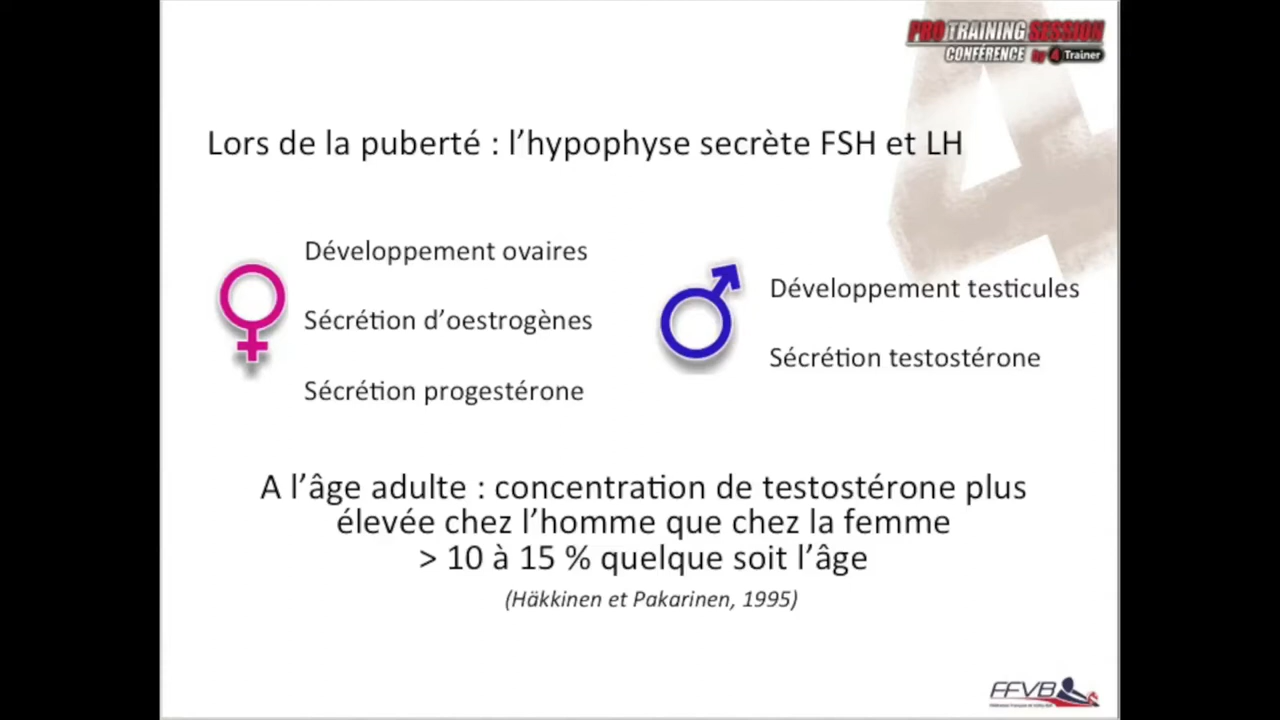 PRO TRAINING SESSION
CONFÉRENCE by 4 Trainer
Lors de la puberté : l'hypophyse secrète FSH et LH
Développement ovaires
Sécrétion d'oestrogènes
Sécrétion progestérone
Développement testicules
Sécrétion testostérone
A l'âge adulte : concentration de testostérone plus
élevée chez l'homme que chez la femme
> 10 à 15 % quelque soit l'âge
(Häkkinen et Pakarinen, 1995)
FFVB